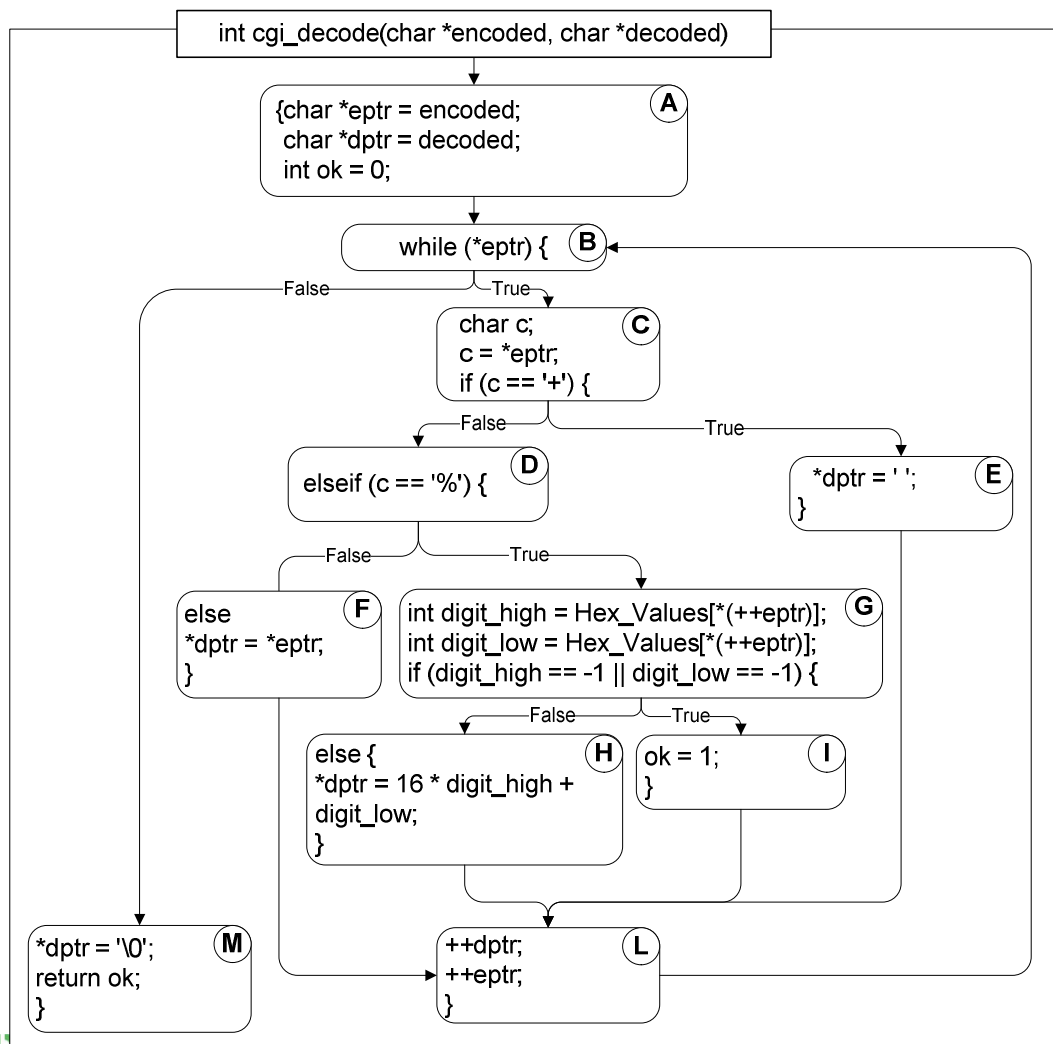 int cgi_decode(char *encoded, char *decoded)
A
{char *eptr = encoded;
char *dptr = decoded;
int ok = 0;
while (*eptr) {
B
False
True
char c;
C
c = *eptr;
if (c == '+') {
False
True
elseif (c == '%') {
D
*dptr = ' ';
E
}
False
True
else
F
*dptr = *eptr;
}
int digit_high = Hex_Values[*(++eptr)];
G
int digit_low = Hex_Values[*(++eptr)];
if (digit_high == -1 || digit_low == -1) {
False
True
else {
H
*dptr = 16 * digit_high +
digit_low;
}
ok = 1;
I
}
*dptr = '\0';
M
return ok;
}
++dptr;
L
++eptr;
}